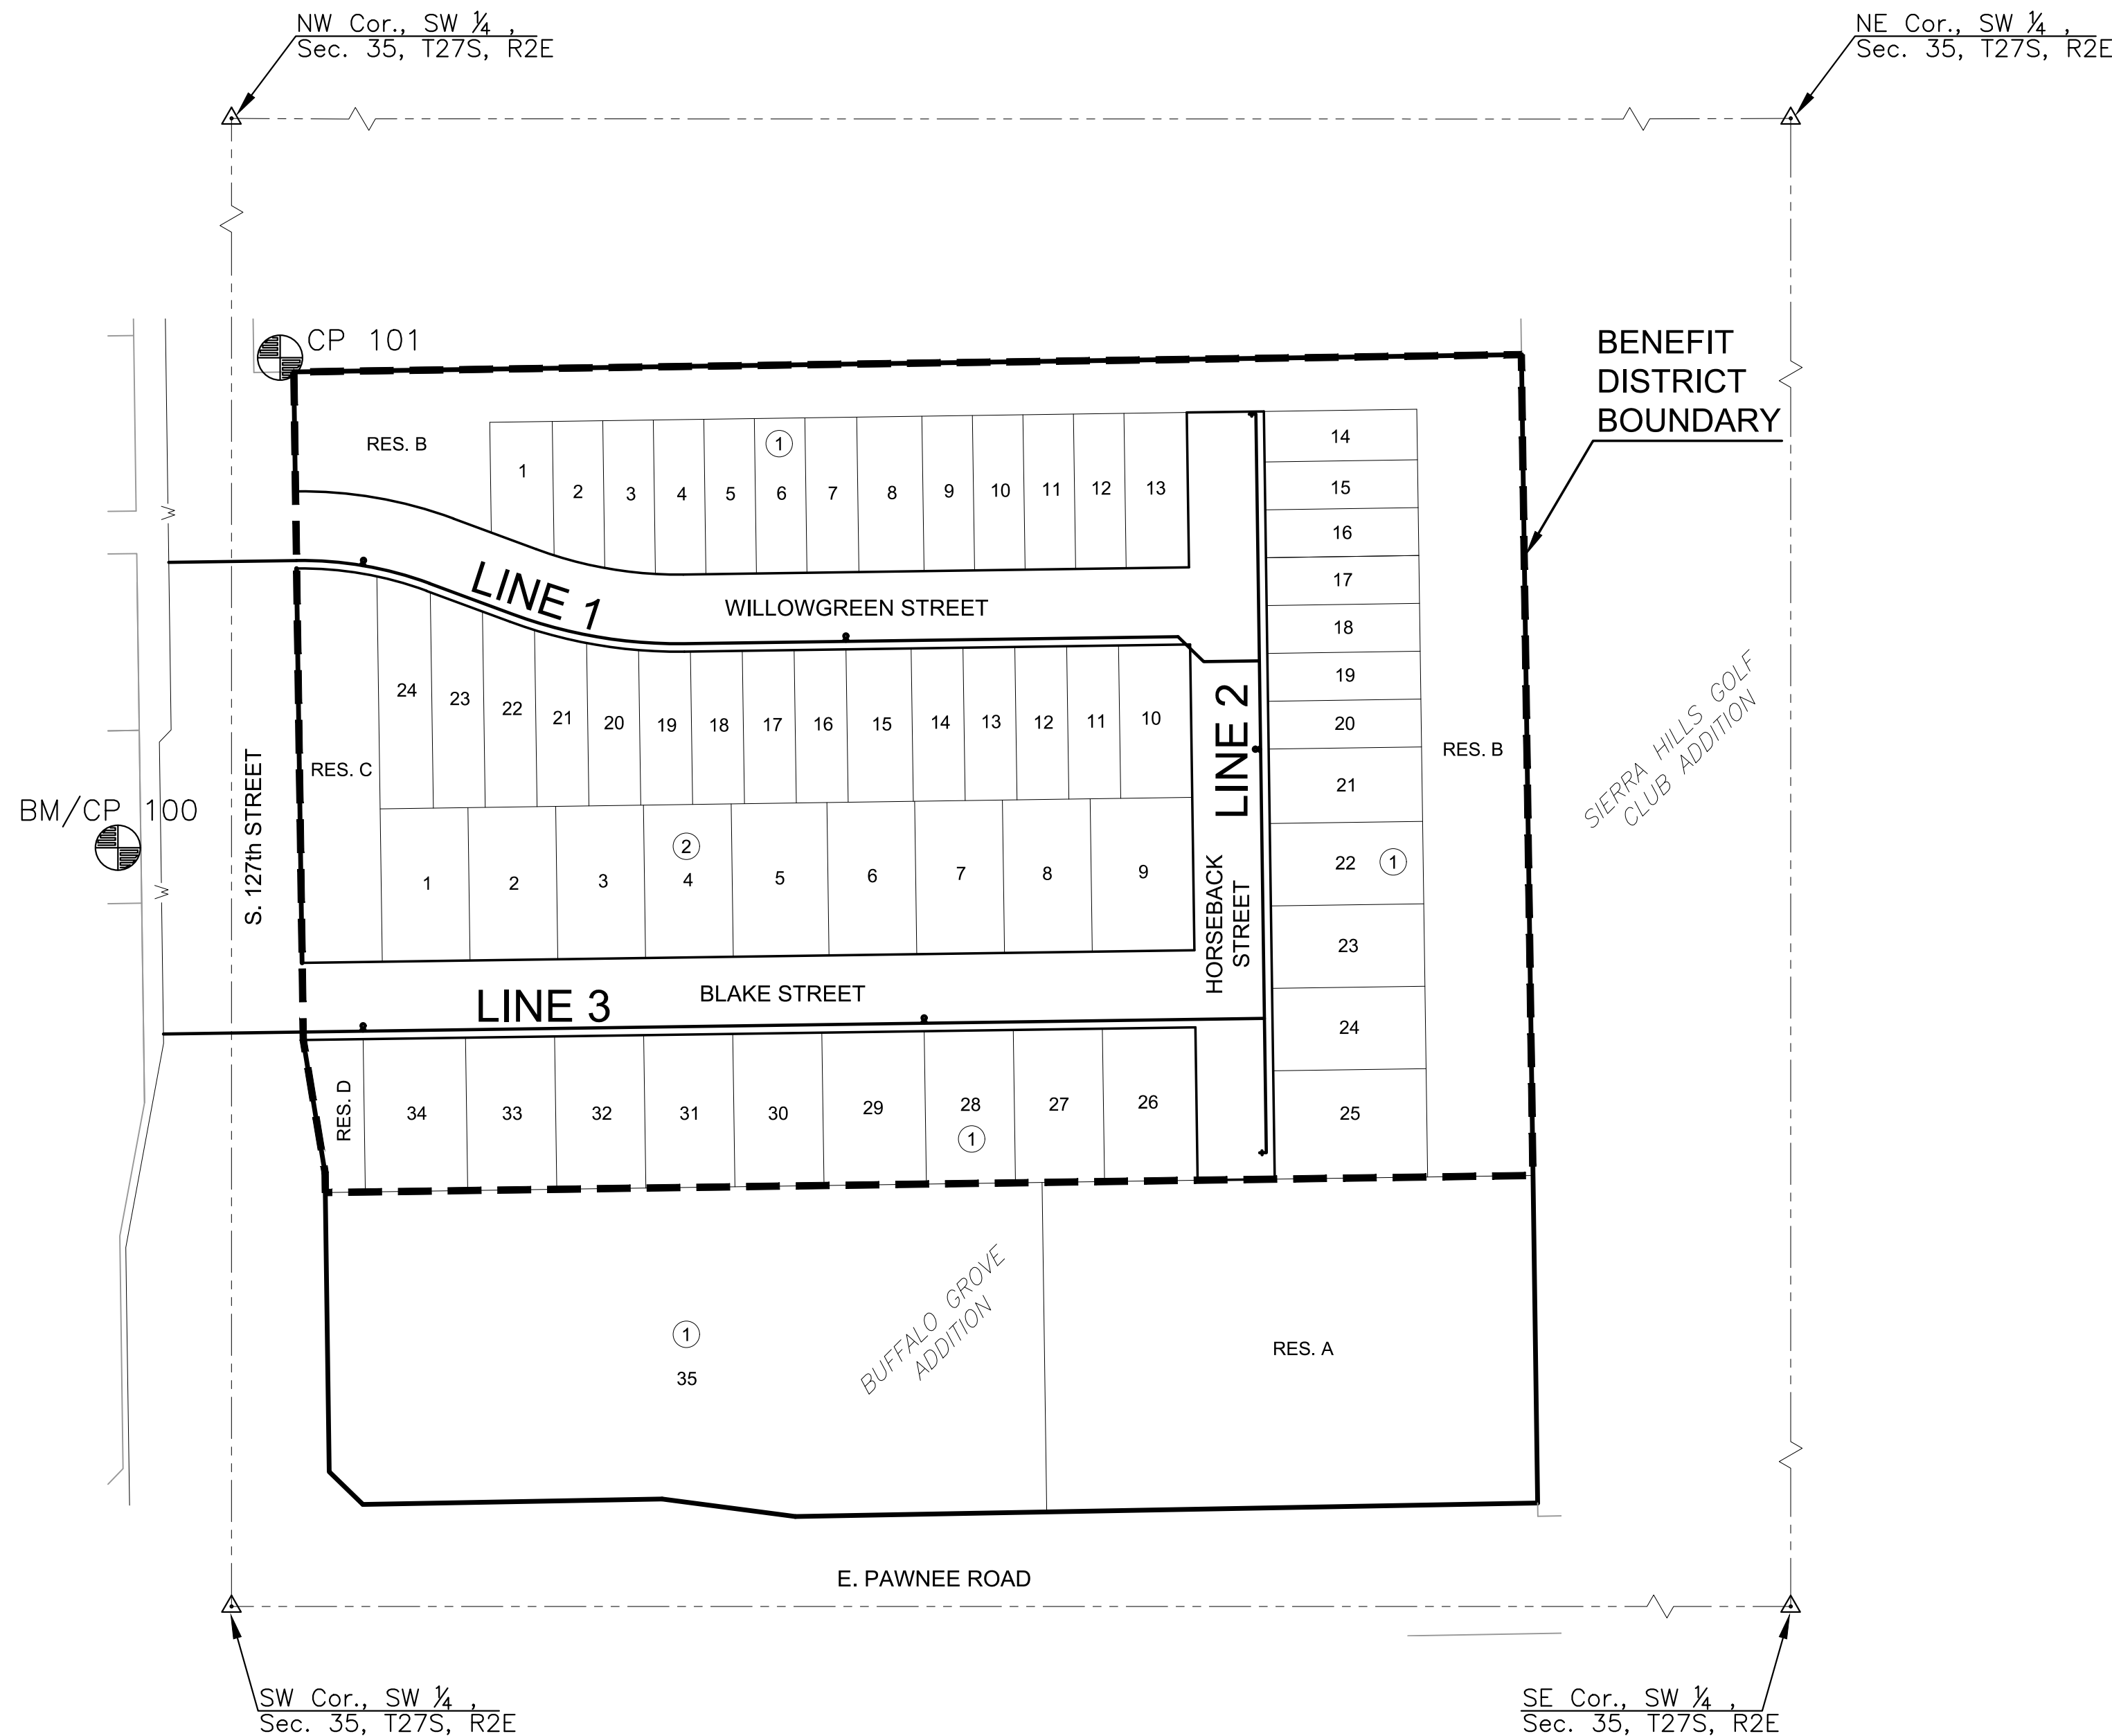 NW Cor., SW ¼ ,
Sec. 35, T27S, R2E
NE Cor., SW ¼ ,
Sec. 35, T27S, R2E
CP 101
BENEFIT
DISTRICT
BOUNDARY
RES. B
1
2
3
4
5
1
6
7
8
9
10
11
12
13
14
15
16
17
18
19
20
21
22
1
23
24
25
W
LINE 1
WILLOWGREEN STREET
24
23
22
21
20
19
18
17
16
15
14
13
12
11
10
LINE 2
RES. B
SIERRA HILLS GOLF
CLUB ADDITION
RES. C
S. 127th STREET
BM/CP 100
W
1
2
3
2
4
5
6
7
8
9
HORSEBACK
STREET
LINE 3
BLAKE STREET
RES. D
34
33
32
31
30
29
28
1
27
26
BUFFALO GROVE
ADDITION
1
35
RES. A
E. PAWNEE ROAD
SW Cor., SW ¼ ,
Sec. 35, T27S, R2E
SE Cor., SW ¼ ,
Sec. 35, T27S, R2E